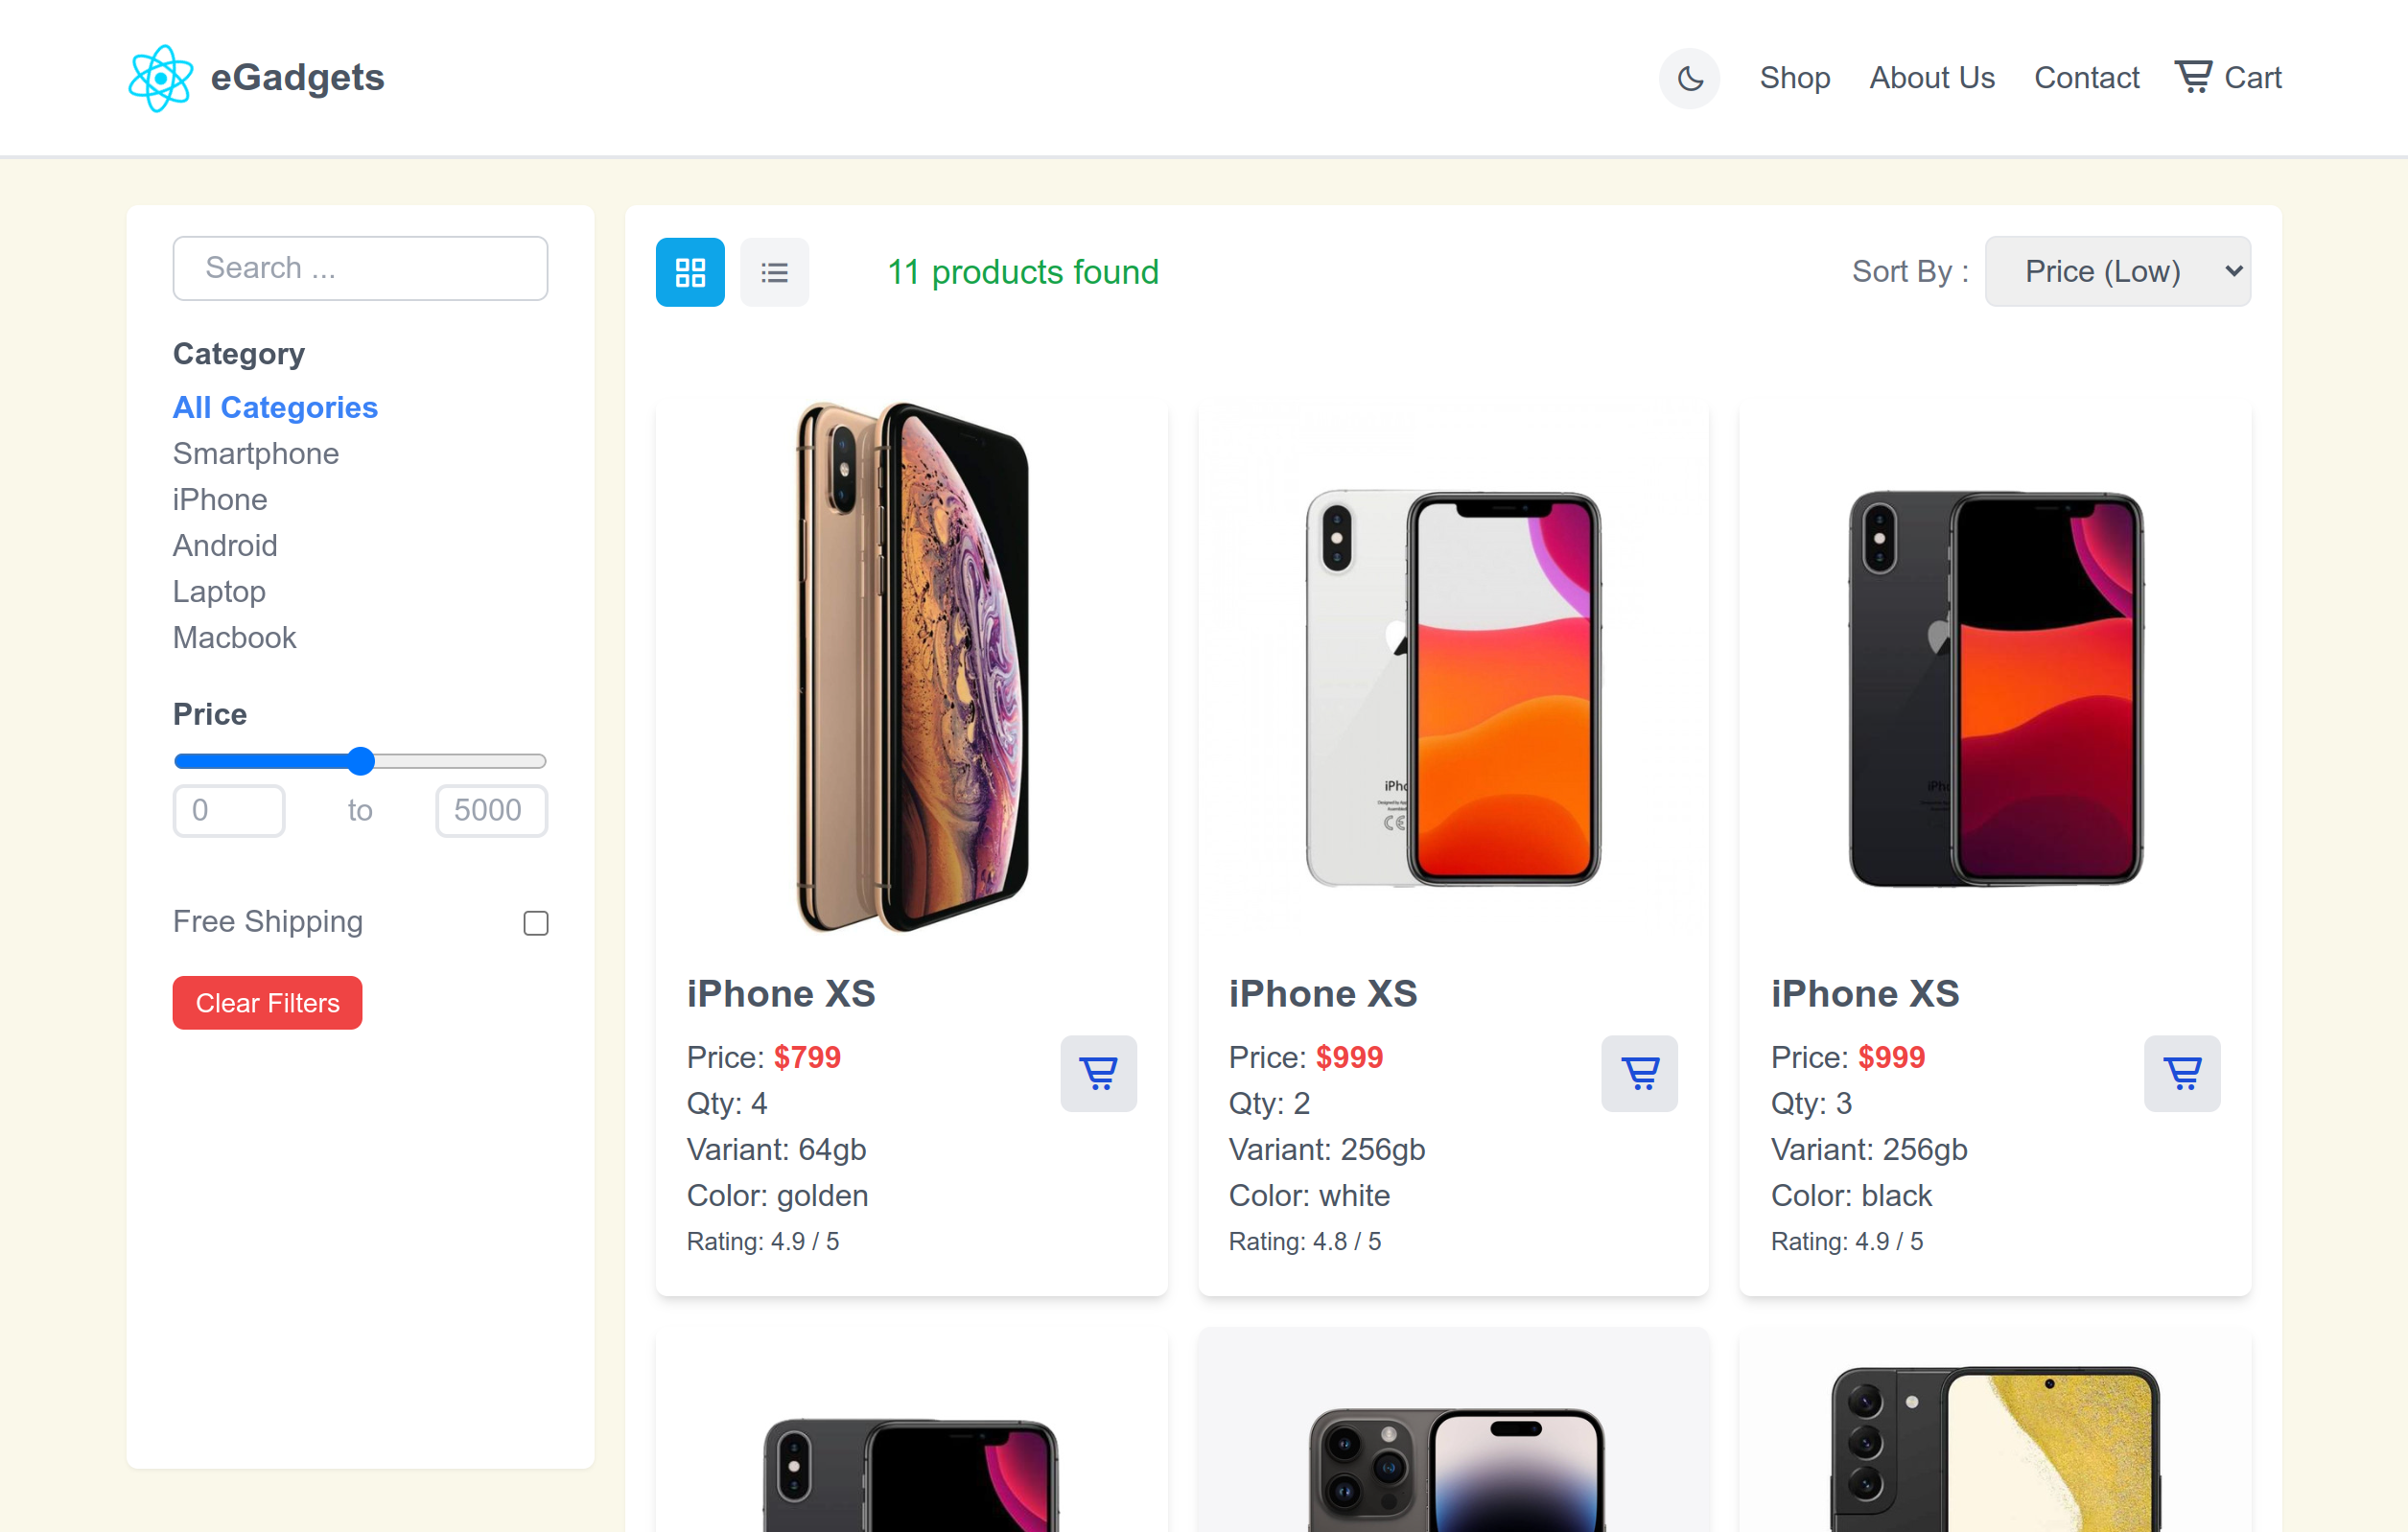 eGadgets
Shop
About Us
Contact
Cart
Search ...
Category
All Categories
Smartphone
iPhone
Android
Laptop
Macbook
Price
0 to 5000
Free Shipping
Clear Filters
11 products found
Sort By : Price (Low)
iPhone XS
Price: $799
Qty: 4
Variant: 64gb
Color: golden
Rating: 4.9 / 5
iPhone XS
Price: $999
Qty: 2
Variant: 256gb
Color: white
Rating: 4.8 / 5
iPhone XS
Price: $999
Qty: 3
Variant: 256gb
Color: black
Rating: 4.9 / 5